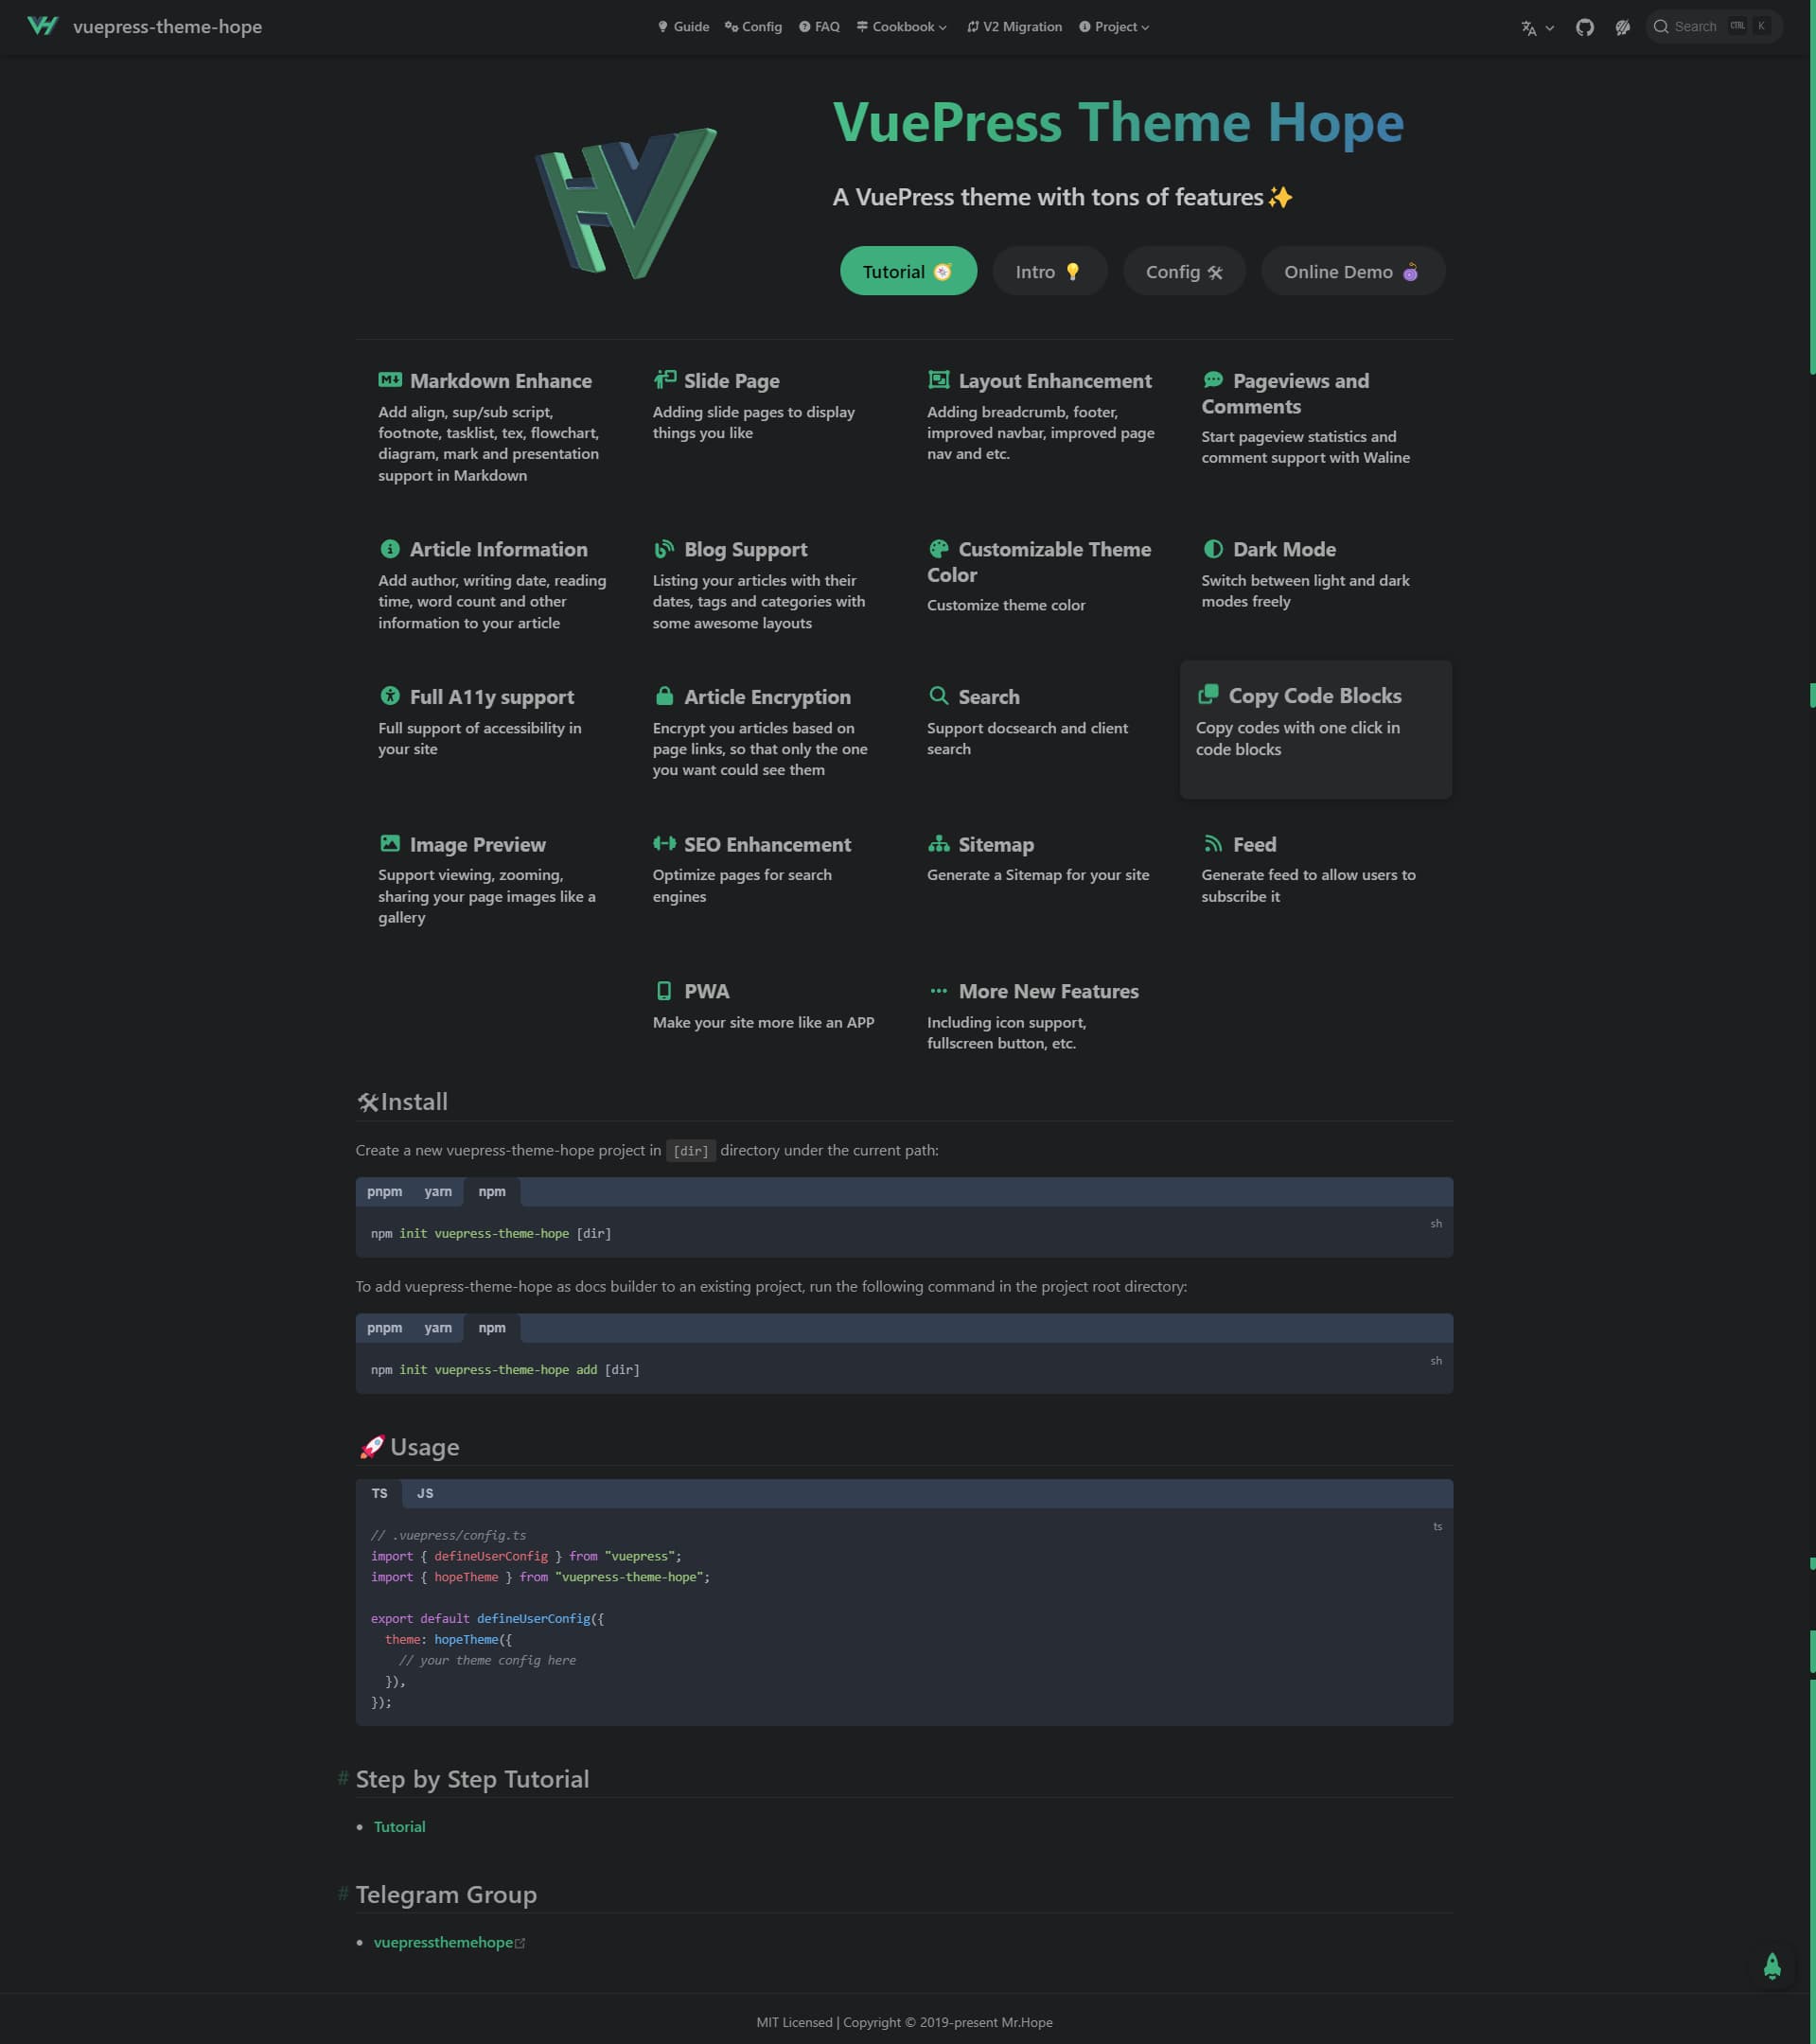 vuepress-theme-hope
Guide Config FAQ Cookbook V2 Migration Project
Search CTRL K
VuePress Theme Hope
A VuePress theme with tons of features✨
Tutorial 🧭 Intro 💡 Config 🛠 Online Demo 💣
Markdown Enhance
Add align, sup/sub script,
footnote, tasklist, tex, flowchart,
diagram, mark and presentation
support in Markdown
Slide Page
Adding slide pages to display
things you like
Layout Enhancement
Adding breadcrumb, footer,
improved navbar, improved page
nav and etc.
Pageviews and
Comments
Start pageview statistics and
comment support with Waline
Article Information
Add author, writing date, reading
time, word count and other
information to your article
Blog Support
Listing your articles with their
dates, tags and categories with
some awesome layouts
Customizable Theme
Color
Customize theme color
Dark Mode
Switch between light and dark
modes freely
Full A11y support
Full support of accessibility in
your site
Article Encryption
Encrypt you articles based on
page links, so that only the one
you want could see them
Search
Support docsearch and client
search
Copy Code Blocks
Copy codes with one click in
code blocks
Image Preview
Support viewing, zooming,
sharing your page images like a
gallery
SEO Enhancement
Optimize pages for search
engines
Sitemap
Generate a Sitemap for your site
Feed
Generate feed to allow users to
subscribe it
PWA
Make your site more like an APP
More New Features
Including icon support,
fullscreen button, etc.
🛠Install
Create a new vuepress-theme-hope project in [dir] directory under the current path:
pnpm yarn npm
sh
npm init vuepress-theme-hope [dir]
To add vuepress-theme-hope as docs builder to an existing project, run the following command in the project root directory:
pnpm yarn npm
sh
npm init vuepress-theme-hope add [dir]
🚀Usage
TS JS
ts
// .vuepress/config.ts
import { defineUserConfig } from "vuepress";
import { hopeTheme } from "vuepress-theme-hope";
export default defineUserConfig({
theme: hopeTheme({
// your theme config here
}),
});
# Step by Step Tutorial
• Tutorial
# Telegram Group
• vuepressthemehope
MIT Licensed | Copyright © 2019-present Mr.Hope